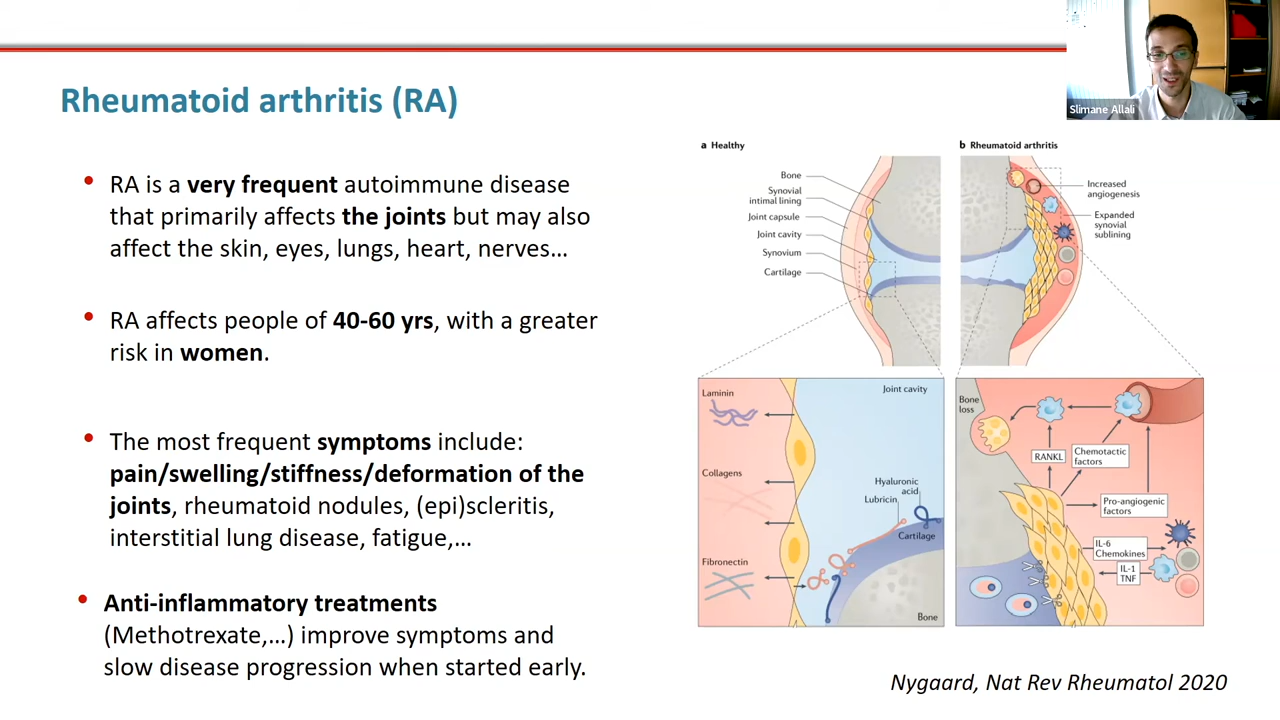 Slimane Allali
Rheumatoid arthritis (RA)
• RA is a very frequent autoimmune disease
that primarily affects the joints but may also
affect the skin, eyes, lungs, heart, nerves…
• RA affects people of 40-60 yrs, with a greater
risk in women.
• The most frequent symptoms include:
pain/swelling/stiffness/deformation of the
joints, rheumatoid nodules, (epi)scleritis,
interstitial lung disease, fatigue,…
• Anti-inflammatory treatments
(Methotrexate,…) improve symptoms and
slow disease progression when started early.
a Healthy
Bone
Synovial
intimal lining
Joint capsule
Joint cavity
Synovium
Cartilage
b Rheumatoid arthritis
Increased
angiogenesis
Expanded
synovial
sublining
Laminin
Joint cavity
Collagens
Hyaluronic
acid
Lubricin
Cartilage
Fibronectin
Bone
Bone
loss
RANKL
Chemotactic
factors
Pro-angiogenic
factors
IL-6
Chemokines
IL-1
TNF
Nygaard, Nat Rev Rheumatol 2020